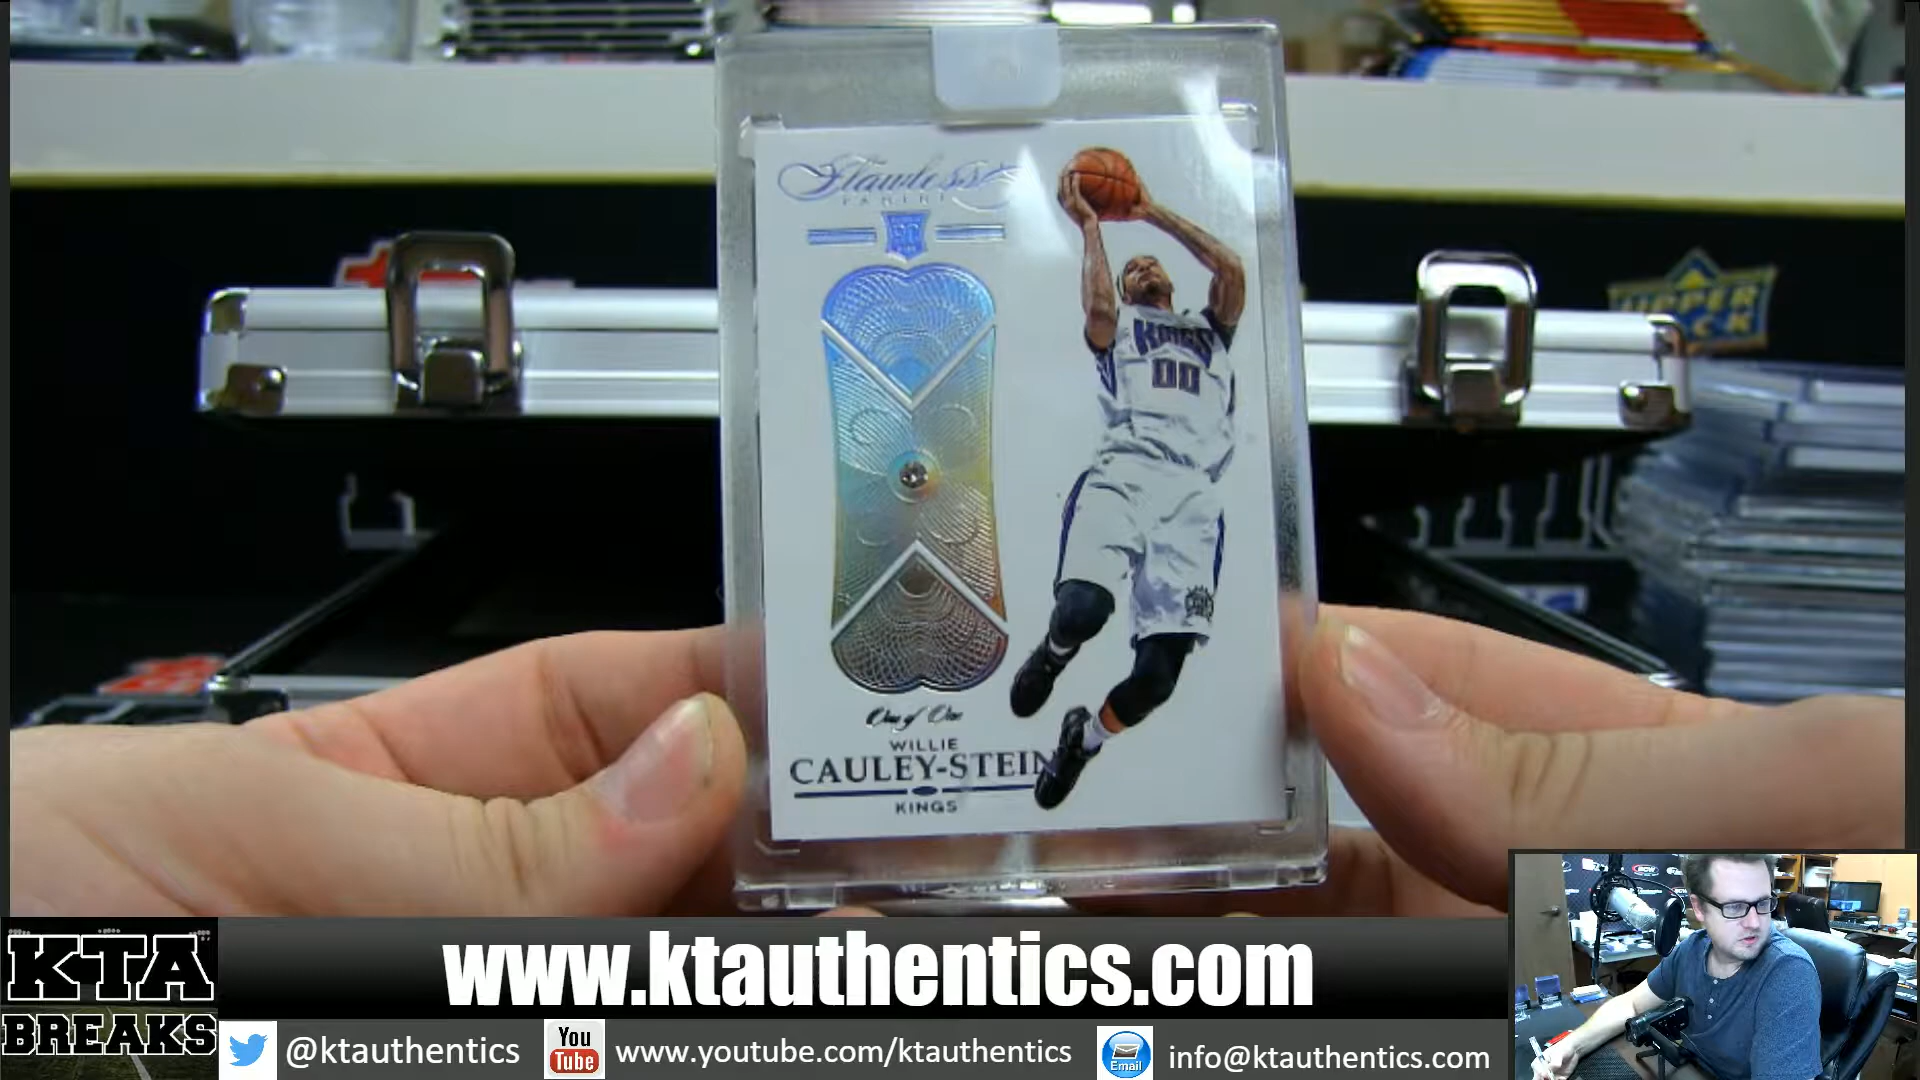 Flawless
PANINI
RC
UPPER
KINGS
00
One of One
WILLIE
CAULEY-STEIN
KINGS
KTA
BREAKS
www.ktauthentics.com
@ktauthentics
You
Tube
www.youtube.com/ktauthentics
Email
info@ktauthentics.com